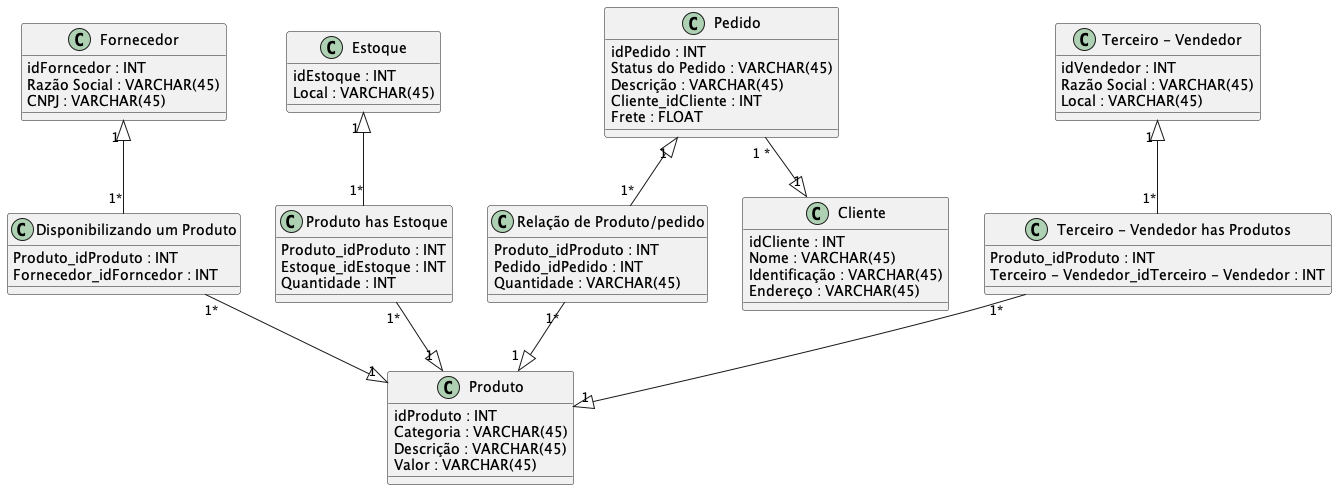 C Fornecedor
idForncedor : INT
Razão Social : VARCHAR(45)
CNPJ : VARCHAR(45)
C Estoque
idEstoque : INT
Local : VARCHAR(45)
C Pedido
idPedido : INT
Status do Pedido : VARCHAR(45)
Descrição : VARCHAR(45)
Cliente_idCliente : INT
Frete : FLOAT
C Terceiro – Vendedor
idVendedor : INT
Razão Social : VARCHAR(45)
Local : VARCHAR(45)
1
1
1
1 *
1
1*
1*
1*
1
1*
C Disponibilizando um Produto
Produto_idProduto : INT
Fornecedor_idForncedor : INT
C Produto has Estoque
Produto_idProduto : INT
Estoque_idEstoque : INT
Quantidade : INT
C Relação de Produto/pedido
Produto_idProduto : INT
Pedido_idPedido : INT
Quantidade : VARCHAR(45)
C Cliente
idCliente : INT
Nome : VARCHAR(45)
Identificação : VARCHAR(45)
Endereço : VARCHAR(45)
C Terceiro – Vendedor has Produtos
Produto_idProduto : INT
Terceiro – Vendedor_idTerceiro – Vendedor : INT
1*
1*
1*
1*
1
1
1
1
C Produto
idProduto : INT
Categoria : VARCHAR(45)
Descrição : VARCHAR(45)
Valor : VARCHAR(45)